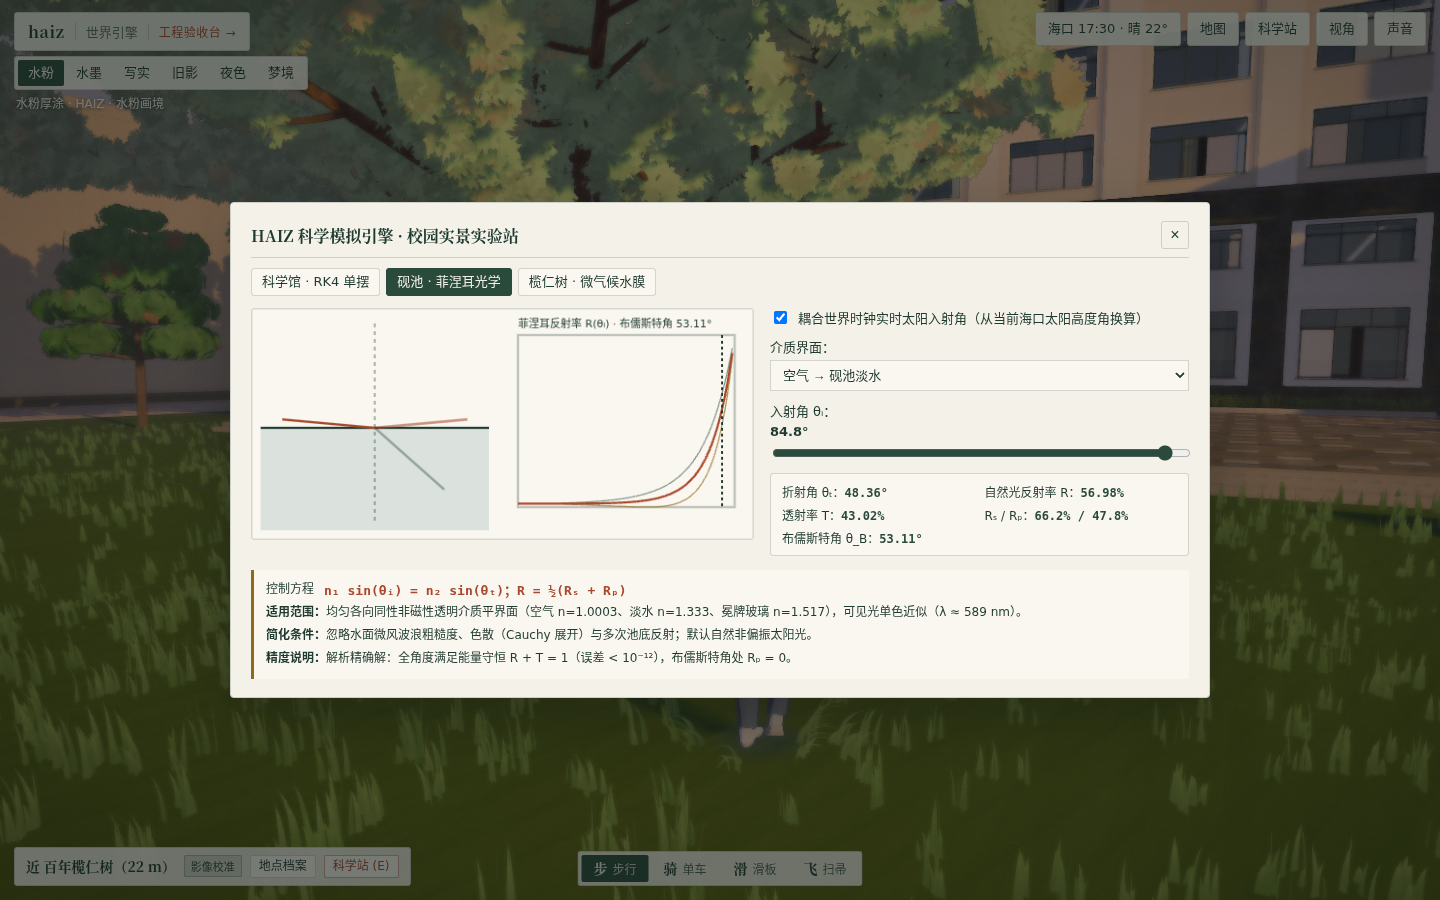 haiz 世界引擎 工程验收台 →
海口 17:30 · 晴 22° 地图 科学站 视角 声音
水粉 水墨 写实 旧影 夜色 梦境
水粉厚涂 · HAIZ · 水粉画境
HAIZ 科学模拟引擎 · 校园实景实验站 ×
科学馆 · RK4 单摆 砚池 · 菲涅耳光学 榄仁树 · 微气候水膜
菲涅耳反射率 R(θᵢ) · 布儒斯特角 53.11°
耦合世界时钟实时太阳入射角（从当前海口太阳高度角换算）
介质界面：
空气 → 砚池淡水
入射角 θᵢ：
84.8°
折射角 θₜ：48.36° 自然光反射率 R：56.98%
透射率 T：43.02% Rₛ / Rₚ：66.2% / 47.8%
布儒斯特角 θ_B：53.11°
控制方程 n₁ sin(θᵢ) = n₂ sin(θₜ)；R = ½(Rₛ + Rₚ)
适用范围：均匀各向同性非磁性透明介质平界面（空气 n=1.0003、淡水 n=1.333、冕牌玻璃 n=1.517），可见光单色近似（λ ≈ 589 nm）。
简化条件：忽略水面微风波浪粗糙度、色散（Cauchy 展开）与多次池底反射；默认自然非偏振太阳光。
精度说明：解析精确解：全角度满足能量守恒 R + T = 1（误差 < 10⁻¹²），布儒斯特角处 Rₚ = 0。
近 百年榄仁树（22 m） 影像校准 地点档案 科学站 (E)
步 步行 骑 单车 滑 滑板 飞 扫帚